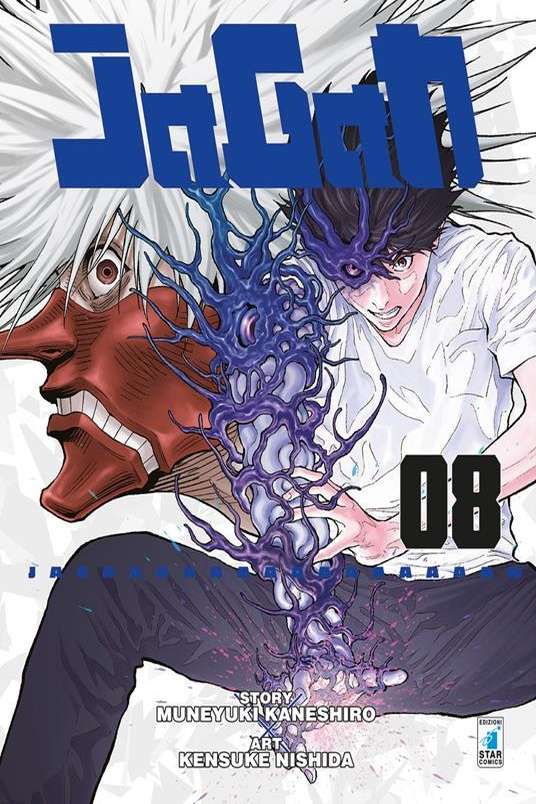 JaGan
08
STORY
MUNEYUKI KANESHIRO
ART
KENSUKE NISHIDA
EDIZIONI
STAR
COMICS